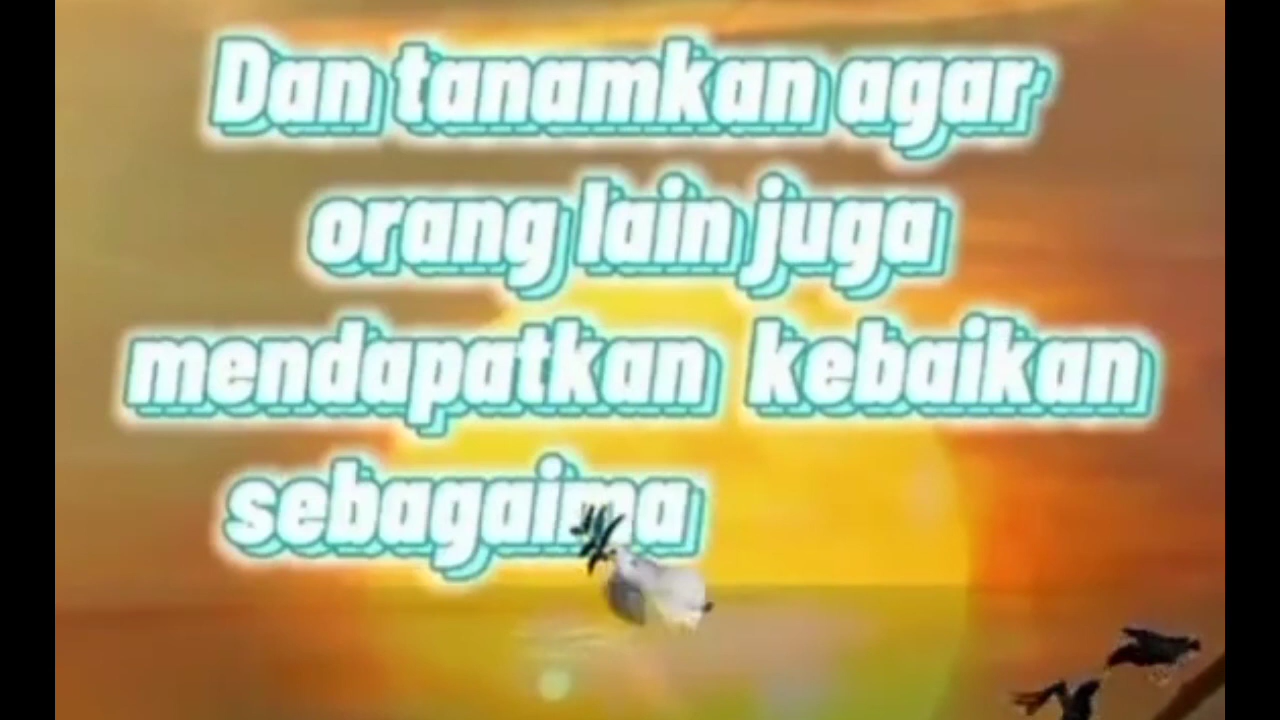 Dan tanamkan agar
orang lain juga
mendapatkan kebaikan
sebagaima